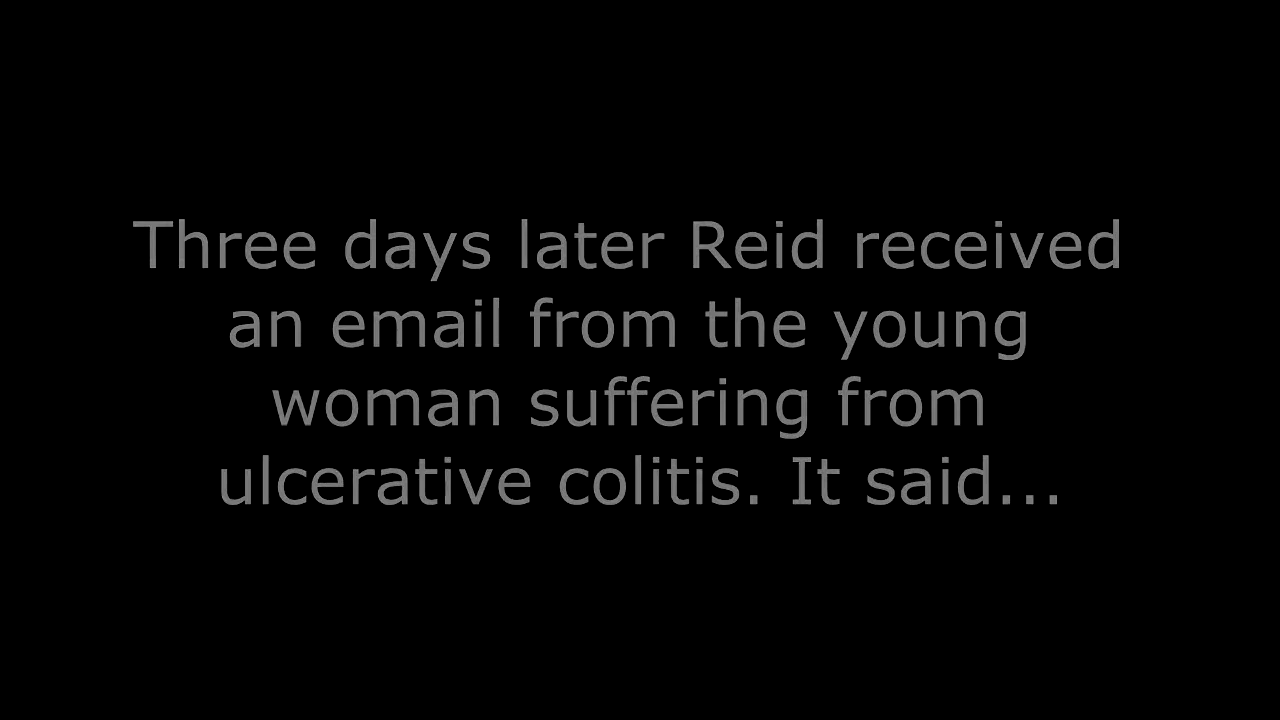 Three days later Reid received
an email from the young
woman suffering from
ulcerative colitis. It said...